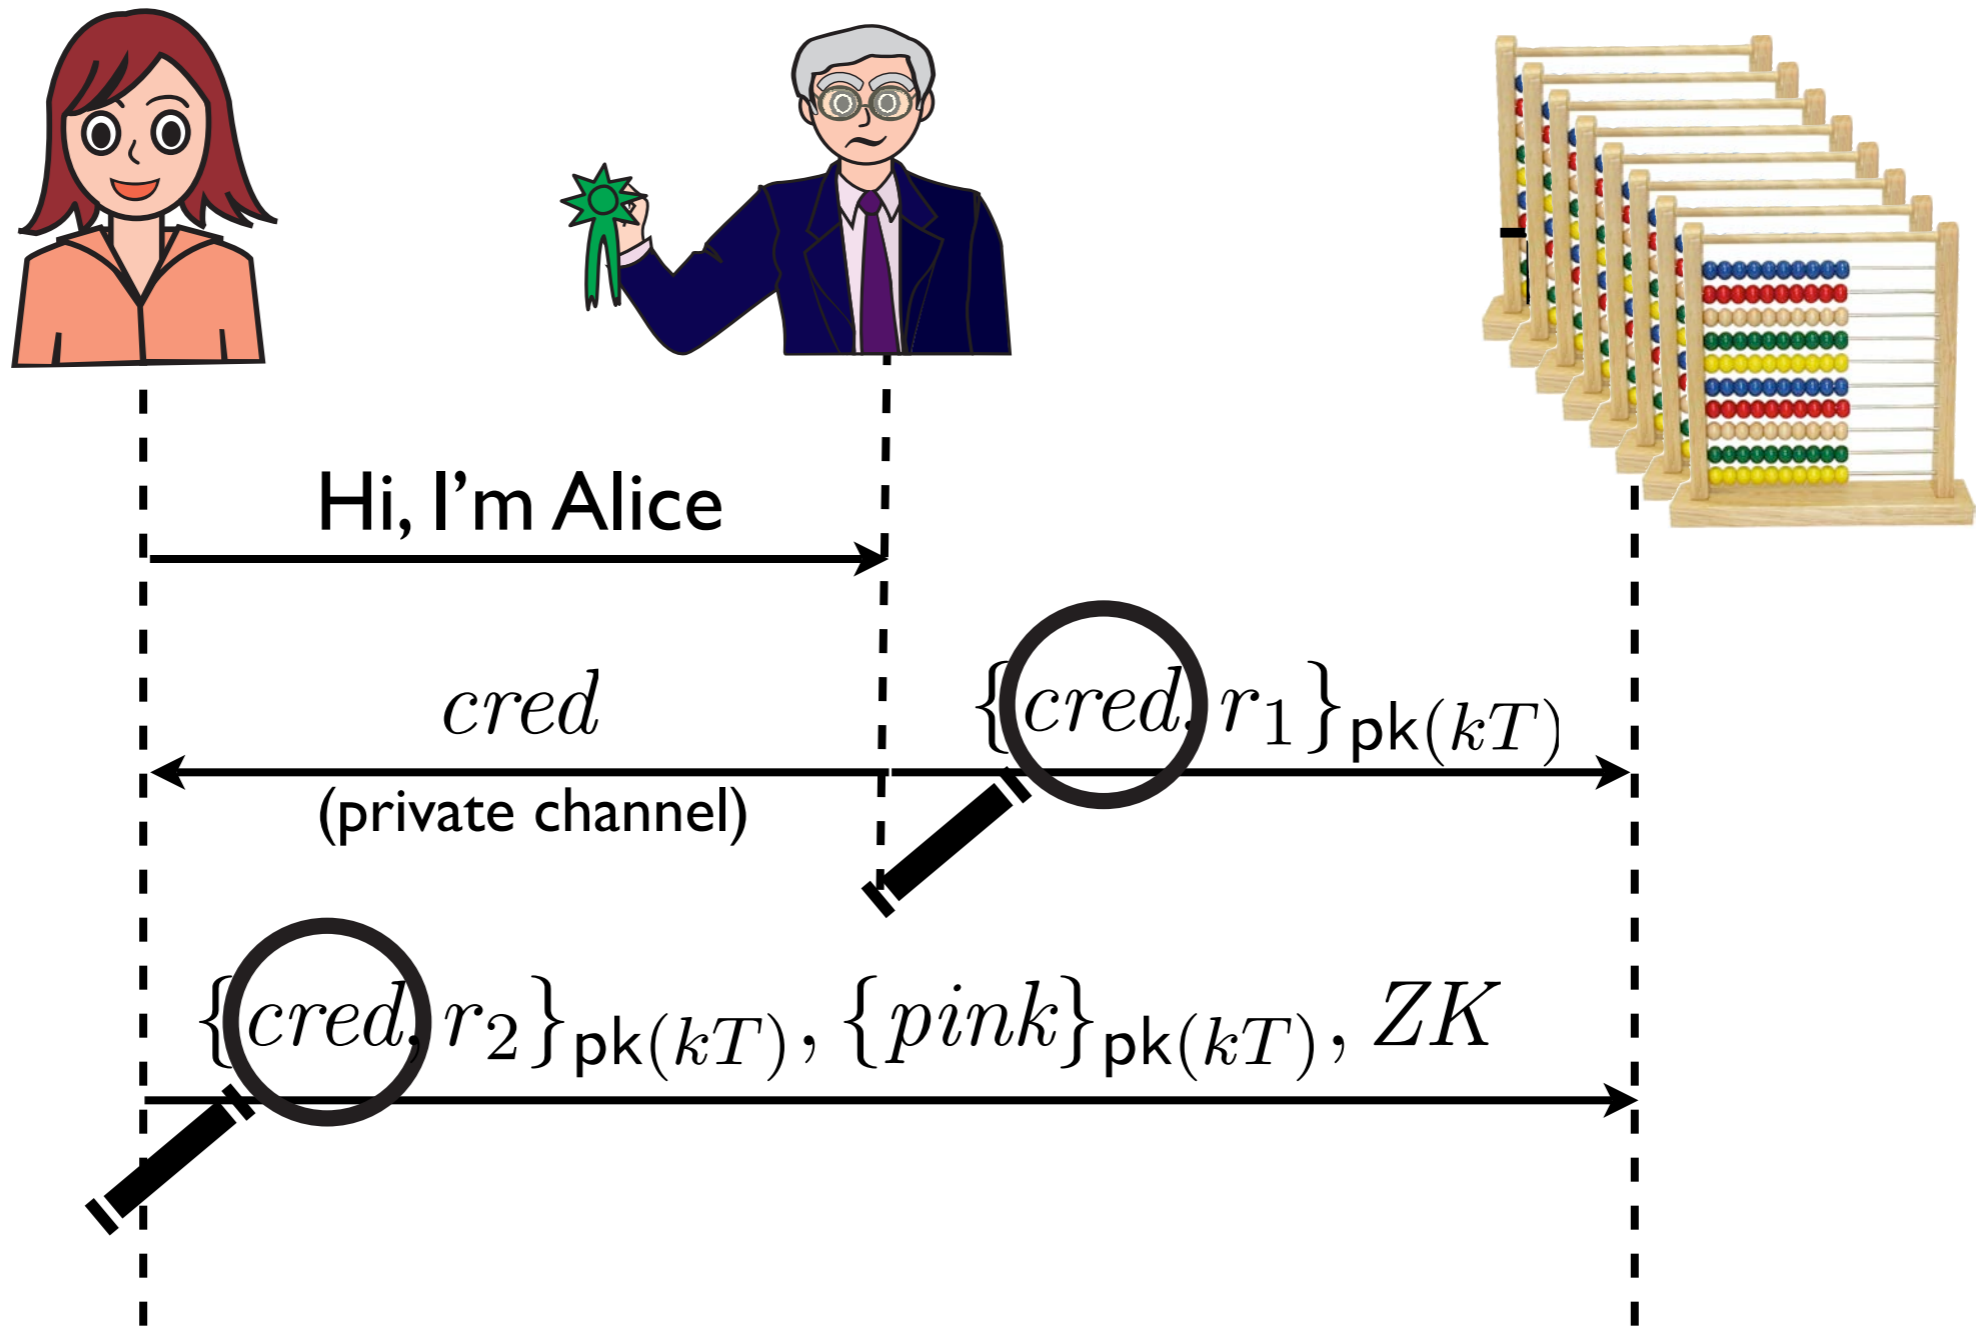 Hi, I'm Alice
cred
(private channel)
{cred, r₁}pk(kT)
{cred, r₂}pk(kT), {pink}pk(kT), ZK